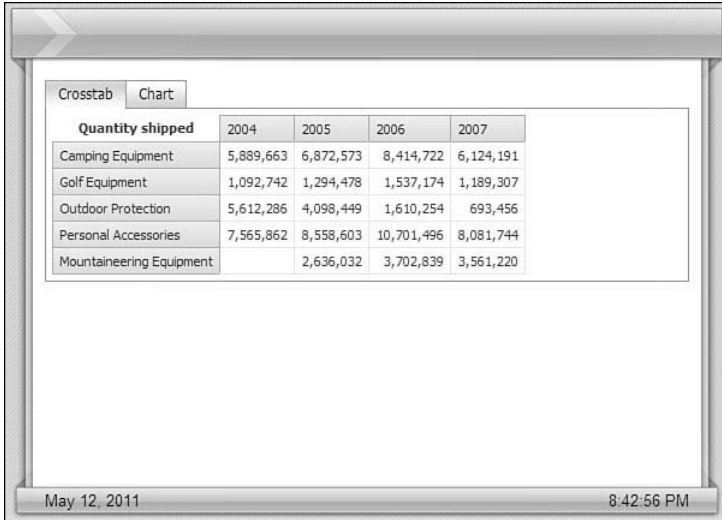 Crosstab Chart
Quantity shipped 2004 2005 2006 2007
Camping Equipment 5,889,663 6,872,573 8,414,722 6,124,191
Golf Equipment 1,092,742 1,294,478 1,537,174 1,189,307
Outdoor Protection 5,612,286 4,098,449 1,610,254 693,456
Personal Accessories 7,565,862 8,558,603 10,701,496 8,081,744
Mountaineering Equipment 2,636,032 3,702,839 3,561,220
May 12, 2011 8:42:56 PM